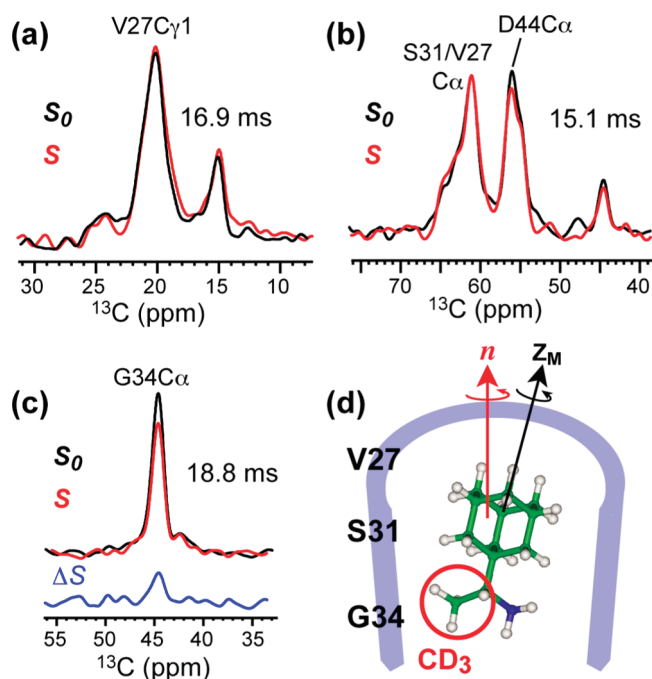 (a)
V27Cγ1
S0
S
16.9 ms
30 20 10
13C (ppm)
(b)
S31/V27
Cα
D44Cα
S0
S
15.1 ms
70 60 50 40
13C (ppm)
(c)
G34Cα
S0
S
18.8 ms
ΔS
55 50 45 40 35
13C (ppm)
(d)
n
ZM
V27
S31
G34
CD3